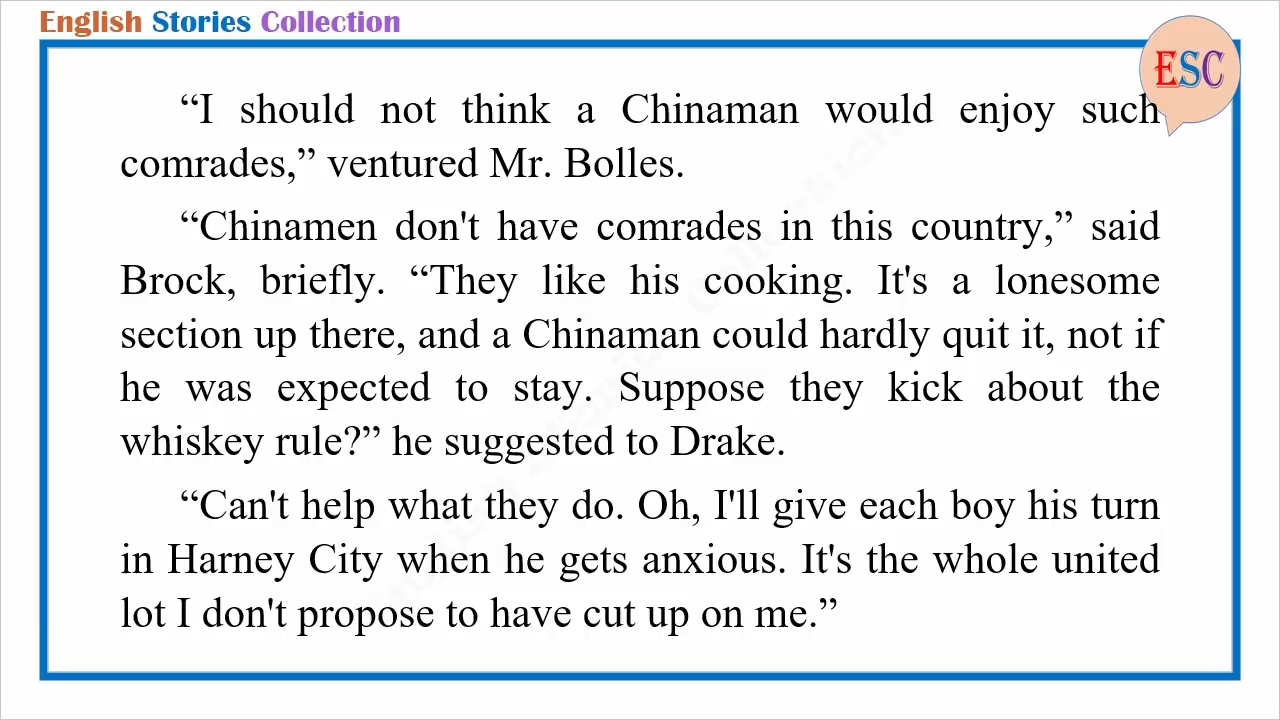 English Stories Collection
ESC
“I should not think a Chinaman would enjoy such
comrades,” ventured Mr. Bolles.
“Chinamen don't have comrades in this country,” said
Brock, briefly. “They like his cooking. It's a lonesome
section up there, and a Chinaman could hardly quit it, not if
he was expected to stay. Suppose they kick about the
whiskey rule?” he suggested to Drake.
“Can't help what they do. Oh, I'll give each boy his turn
in Harney City when he gets anxious. It's the whole united
lot I don't propose to have cut up on me.”